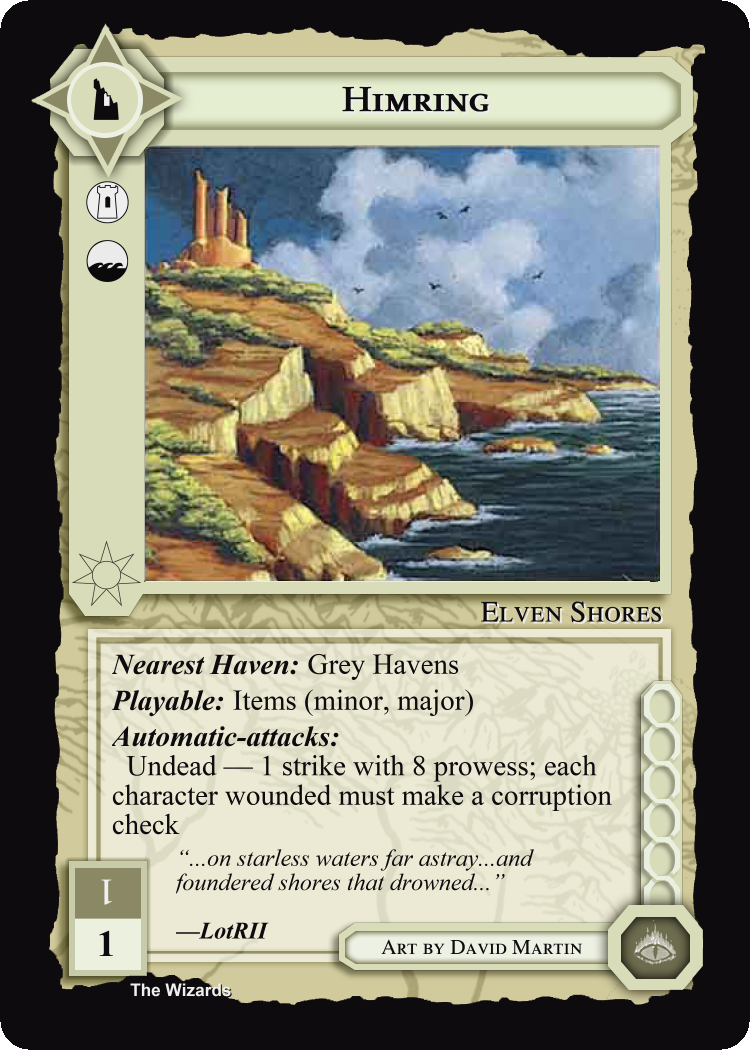 Himring
Elven Shores
Nearest Haven: Grey Havens
Playable: Items (minor, major)
Automatic-attacks:
Undead — 1 strike with 8 prowess; each
character wounded must make a corruption
check
“...on starless waters far astray...and
foundered shores that drowned...”
—LotRII
1
1
Art by David Martin
The Wizards